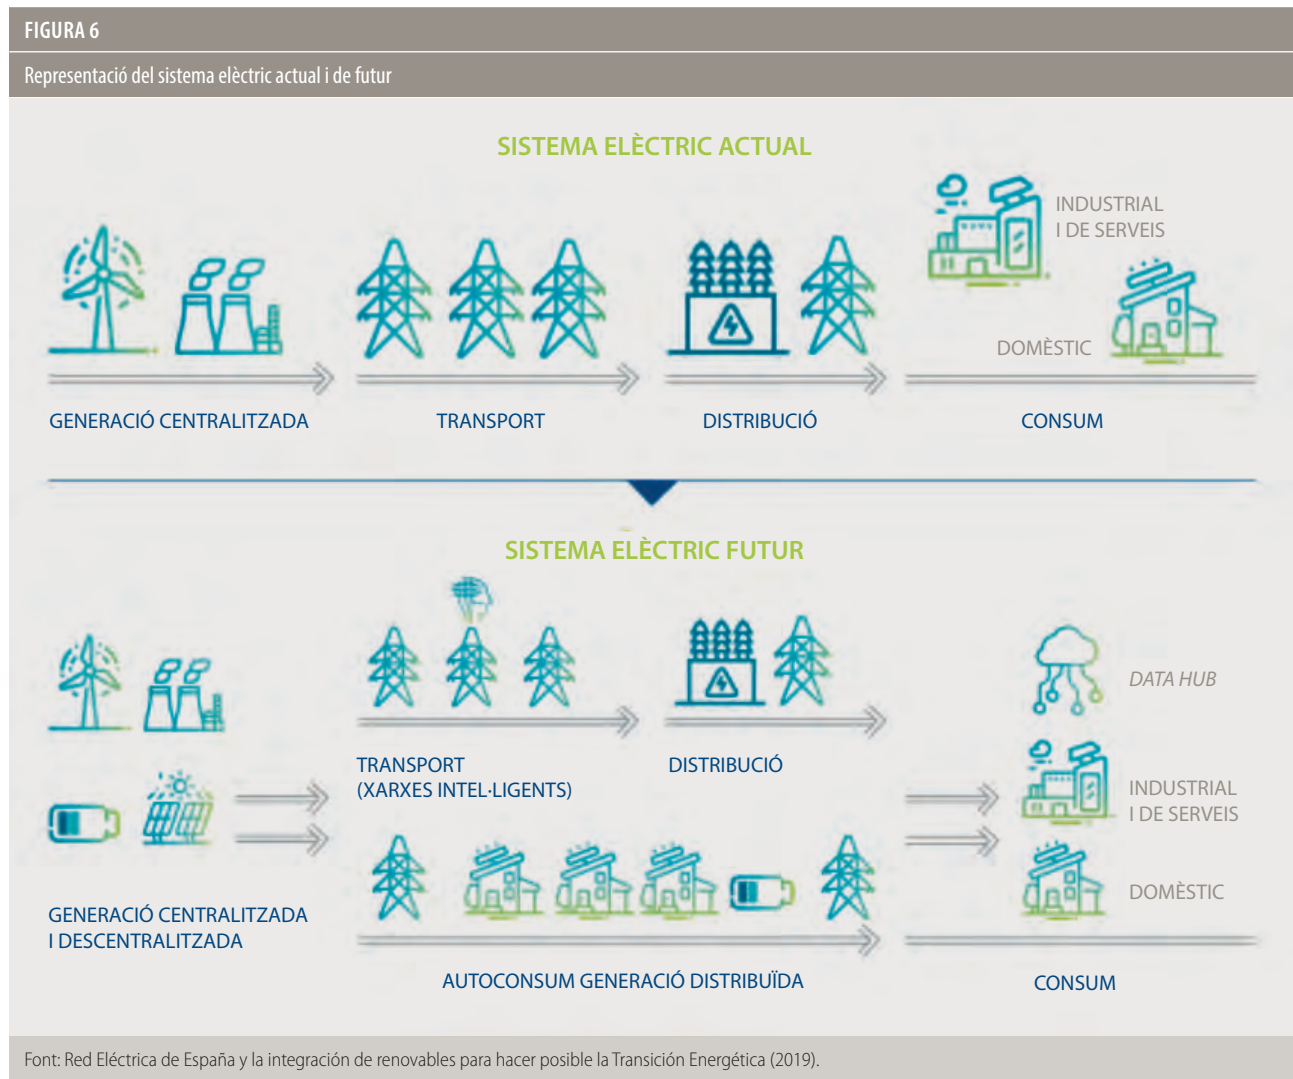 FIGURA 6
Representació del sistema elèctric actual i de futur
SISTEMA ELÈCTRIC ACTUAL
INDUSTRIAL
I DE SERVEIS
DOMÈSTIC
GENERACIÓ CENTRALITZADA
TRANSPORT
DISTRIBUCIÓ
CONSUM
SISTEMA ELÈCTRIC FUTUR
DATA HUB
TRANSPORT
(XARXES INTEL·LIGENTS)
DISTRIBUCIÓ
INDUSTRIAL
I DE SERVEIS
DOMÈSTIC
GENERACIÓ CENTRALITZADA
I DESCENTRALITZADA
AUTOCONSUM GENERACIÓ DISTRIBUÏDA
CONSUM
Font: Red Eléctrica de España y la integración de renovables para hacer posible la Transición Energética (2019).